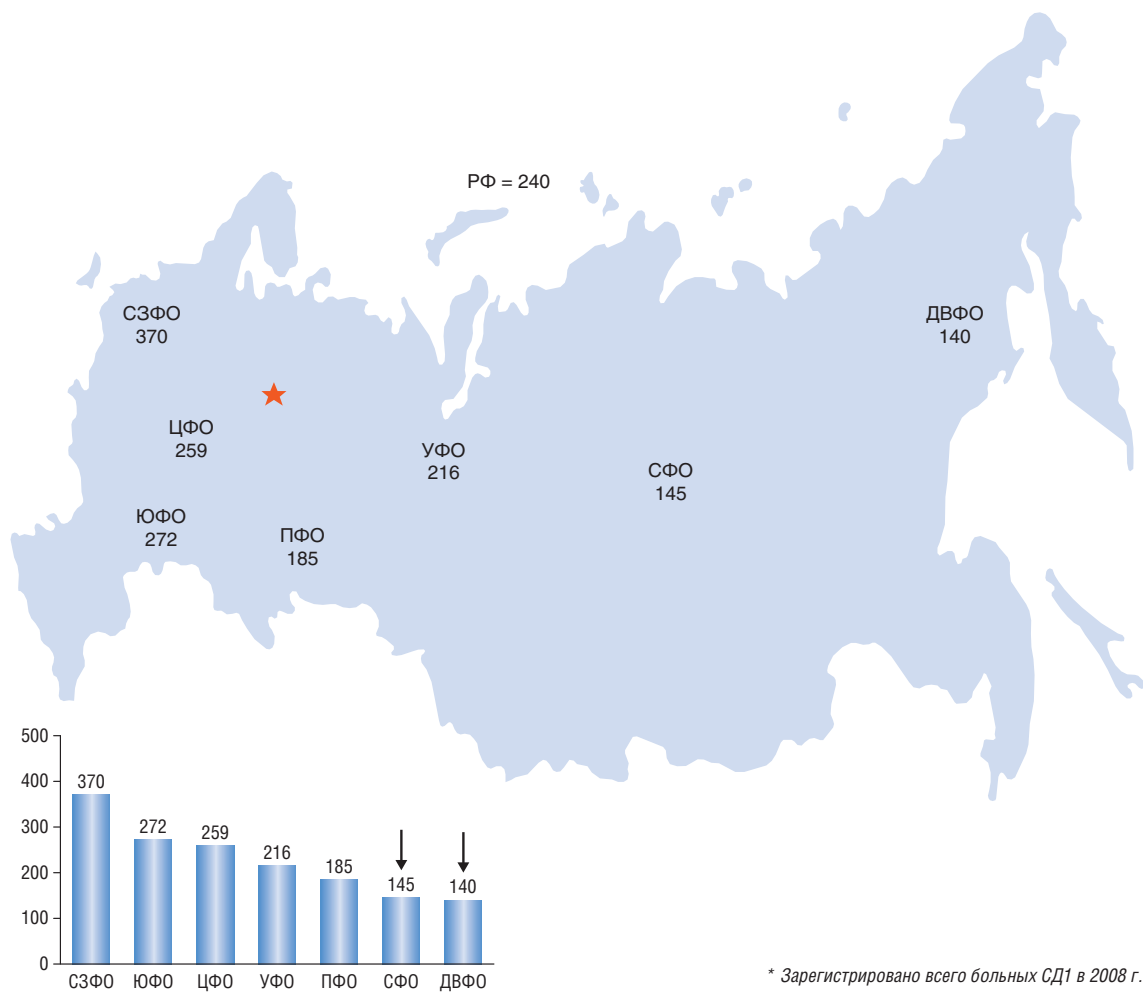 РФ = 240
СЗФО
370
ДВФО
140
ЦФО
259
УФО
216
СФО
145
ЮФО
272
ПФО
185
500
400
300
200
100
0
370
272
259
216
185
145
140
СЗФО ЮФО ЦФО УФО ПФО СФО ДВФО
* Зарегистрировано всего больных СД1 в 2008 г.